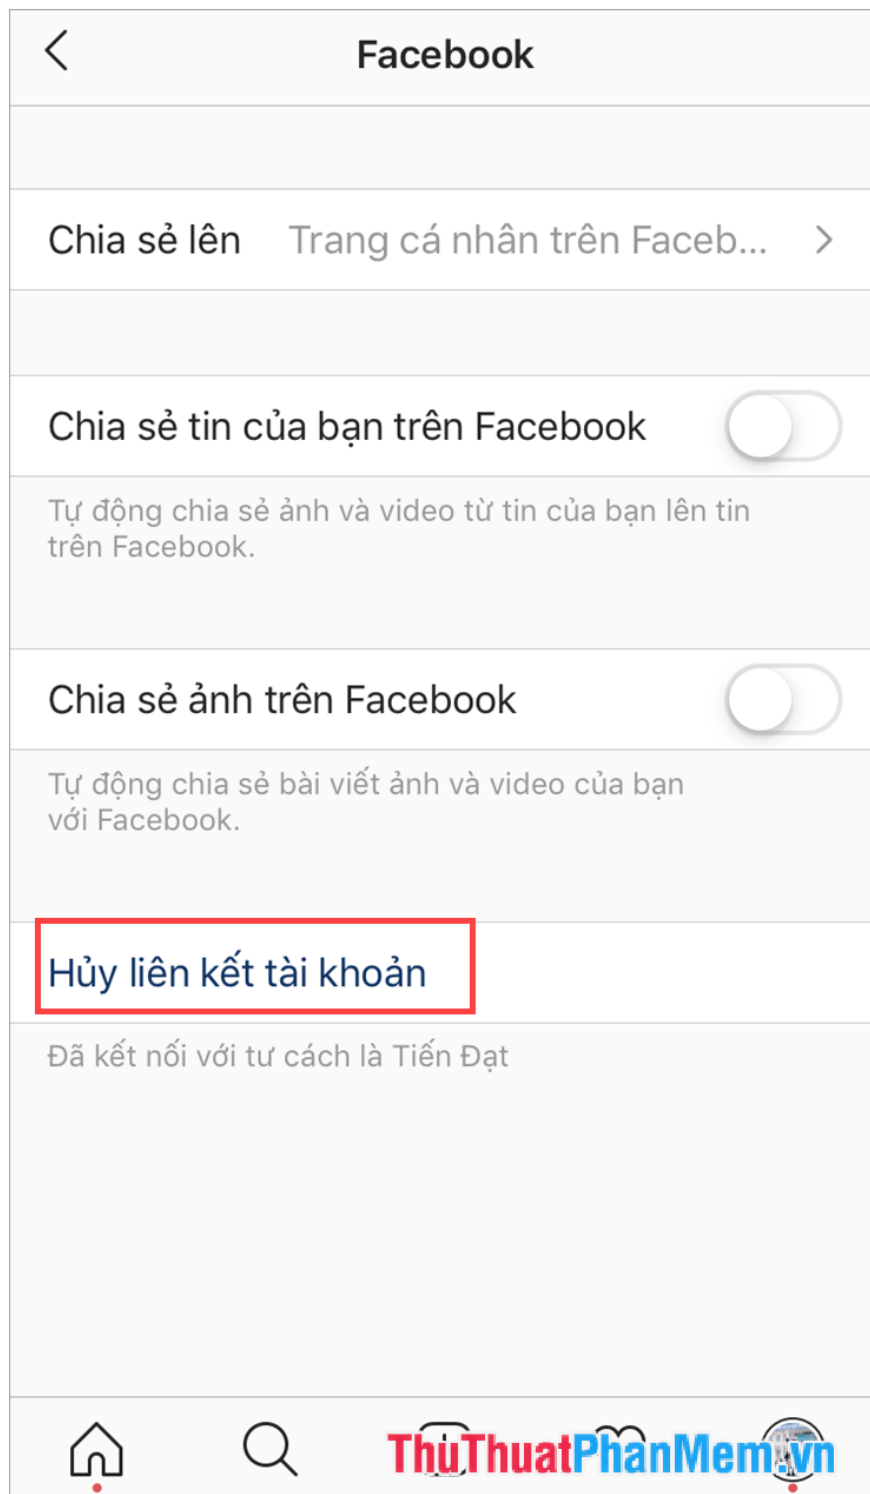 Facebook
Chia sẻ lên Trang cá nhân trên Faceb...
Chia sẻ tin của bạn trên Facebook
Tự động chia sẻ ảnh và video từ tin của bạn lên tin
trên Facebook.
Chia sẻ ảnh trên Facebook
Tự động chia sẻ bài viết ảnh và video của bạn
với Facebook.
Hủy liên kết tài khoản
Đã kết nối với tư cách là Tiến Đạt
ThuThuatPhanMem.vn